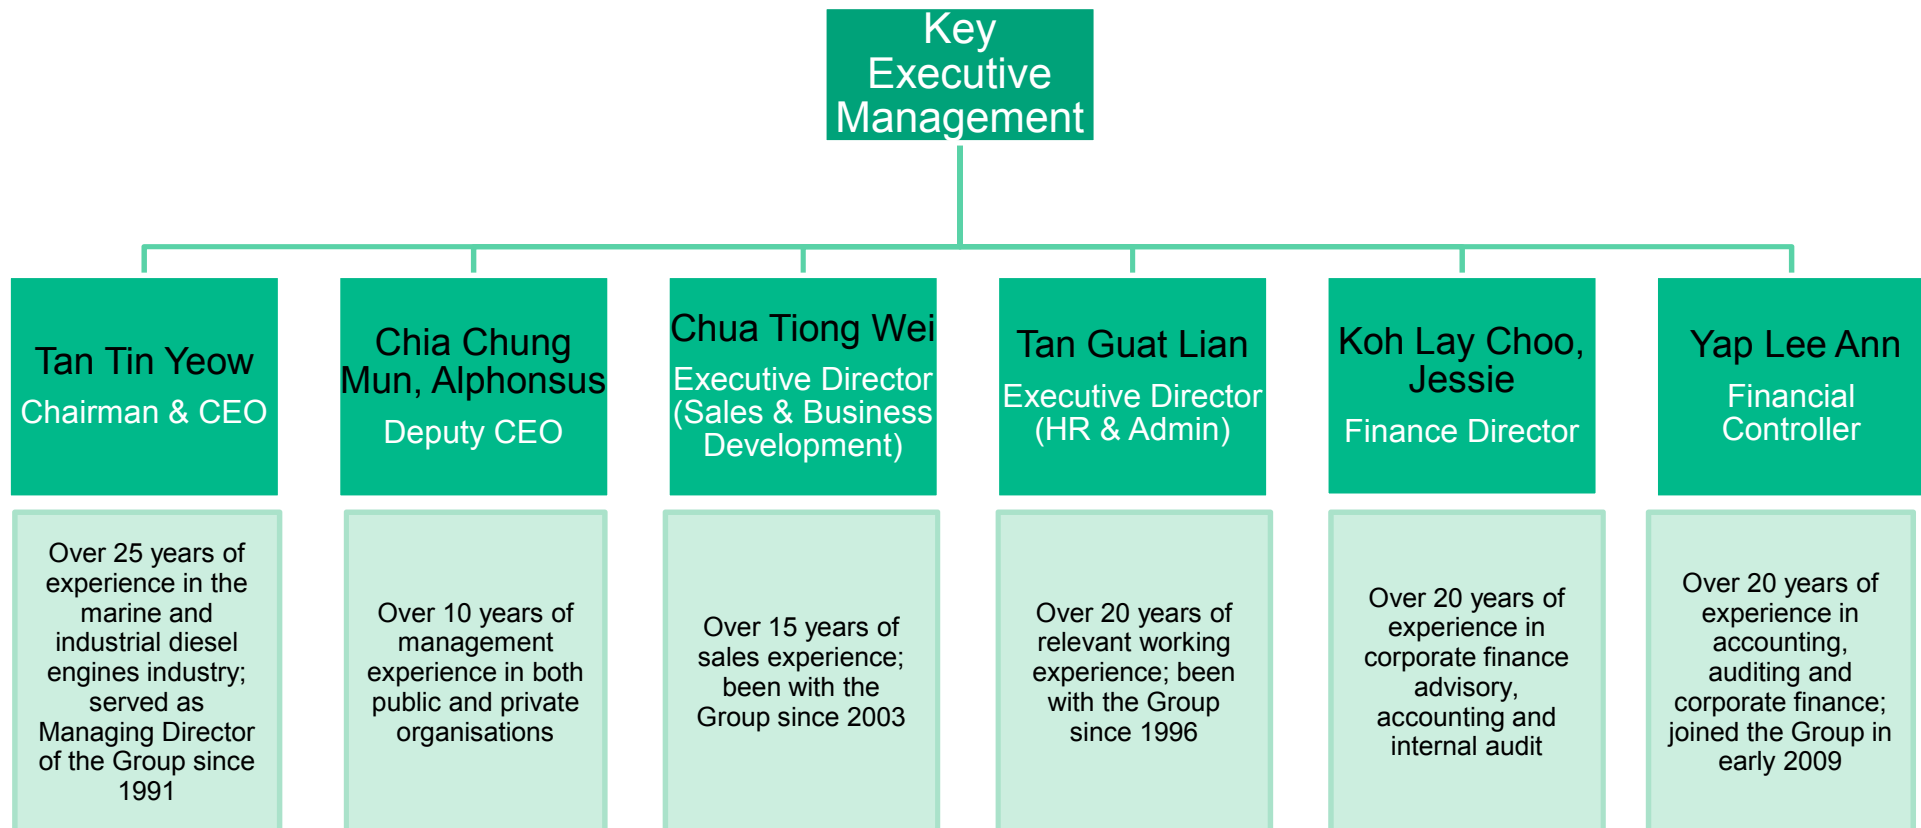 Key
Executive
Management
Tan Tin Yeow
Chairman & CEO
Chia Chung
Mun, Alphonsus
Deputy CEO
Chua Tiong Wei
Executive Director
(Sales & Business
Development)
Tan Guat Lian
Executive Director
(HR & Admin)
Koh Lay Choo,
Jessie
Finance Director
Yap Lee Ann
Financial
Controller
Over 25 years of
experience in the
marine and
industrial diesel
engines industry;
served as
Managing Director
of the Group since
1991
Over 10 years of
management
experience in both
public and private
organisations
Over 15 years of
sales experience;
been with the
Group since 2003
Over 20 years of
relevant working
experience; been
with the Group
since 1996
Over 20 years of
experience in
corporate finance
advisory,
accounting and
internal audit
Over 20 years of
experience in
accounting,
auditing and
corporate finance;
joined the Group in
early 2009